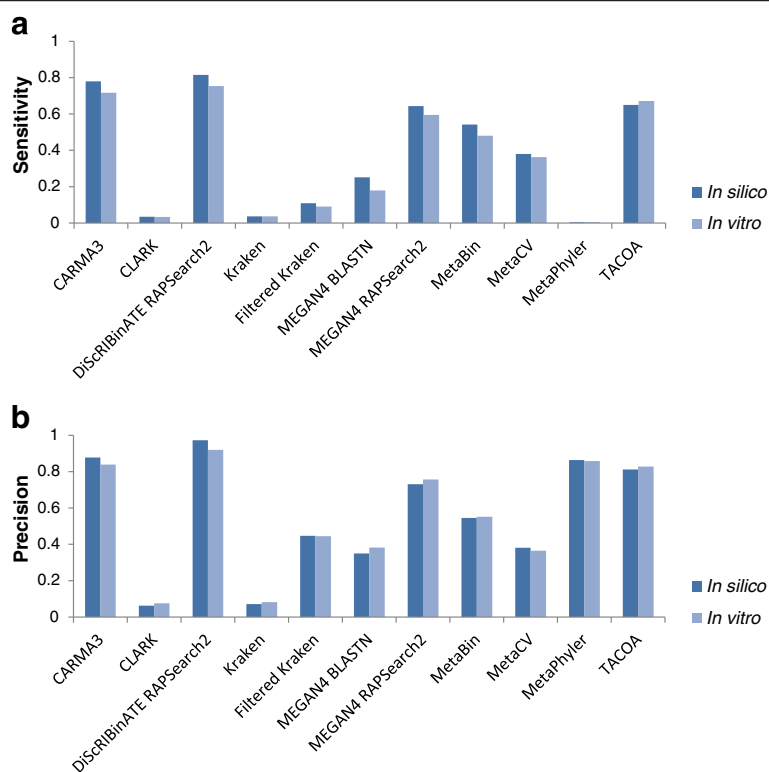 a
Sensitivity
1
0.8
0.6
0.4
0.2
0
CARMA3
CLARK
DiScRIBinATE RAPSearch2
Kraken
Filtered Kraken
MEGAN4 BLASTN
MEGAN4 RAPSearch2
MetaBin
MetaCV
MetaPhyler
TACOA
In silico
In vitro
b
Precision
1
0.8
0.6
0.4
0.2
0
CARMA3
CLARK
DiScRIBinATE RAPSearch2
Kraken
Filtered Kraken
MEGAN4 BLASTN
MEGAN4 RAPSearch2
MetaBin
MetaCV
MetaPhyler
TACOA
In silico
In vitro